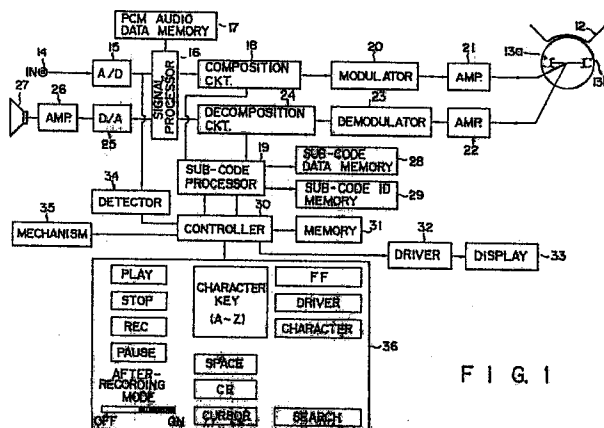 PCM AUDIO DATA MEMORY
17
12
14
15
16
18
20
21
13a
13b
IN
A/D
SIGNAL PROCESSOR
COMPOSITION CKT.
MODULATOR
AMP.
27
26
24
23
AMP.
D/A
DECOMPOSITION CKT.
DEMODULATOR
AMP.
25
22
19
28
SUB-CODE PROCESSOR
SUB-CODE DATA MEMORY
34
29
DETECTOR
SUB-CODE ID MEMORY
35
30
31
32
33
MECHANISM
CONTROLLER
MEMORY
DRIVER
DISPLAY
PLAY
CHARACTER KEY (A~Z)
FF
STOP
DRIVER
REC
CHARACTER
36
PAUSE
SPACE
AFTER-RECORDING MODE
CR
OFF
ON
CURSOR
SEARCH
FIG. 1